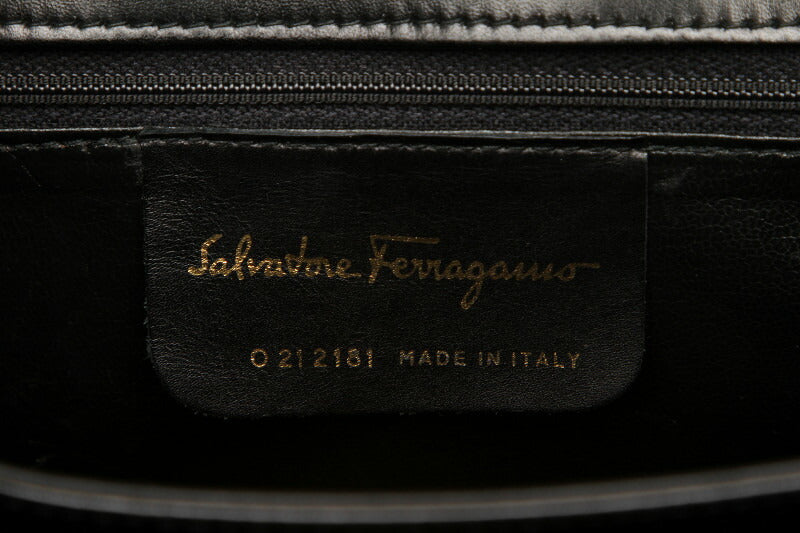 Salvatore Ferragamo
O 21 2181 MADE IN ITALY